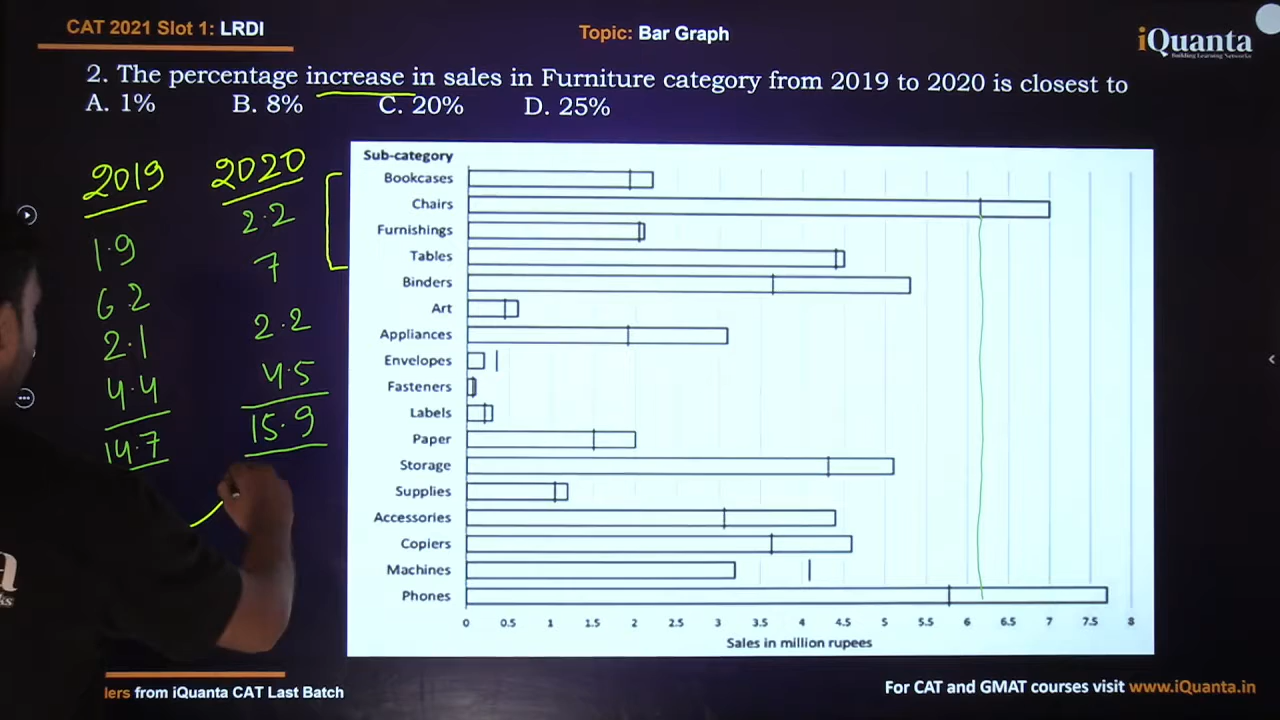 CAT 2021 Slot 1: LRDI
Topic: Bar Graph
iQuanta
2. The percentage increase in sales in Furniture category from 2019 to 2020 is closest to
A. 1% B. 8% C. 20% D. 25%
2019 2020
1.9 2.2
6.2 7
2.1 2.2
4.4 4.5
14.7 15.9
Sub-category
Bookcases
Chairs
Furnishings
Tables
Binders
Art
Appliances
Envelopes
Fasteners
Labels
Paper
Storage
Supplies
Accessories
Copiers
Machines
Phones
0 0.5 1 1.5 2 2.5 3 3.5 4 4.5 5 5.5 6 6.5 7 7.5 8
Sales in million rupees
lers from iQuanta CAT Last Batch
For CAT and GMAT courses visit www.iQuanta.in